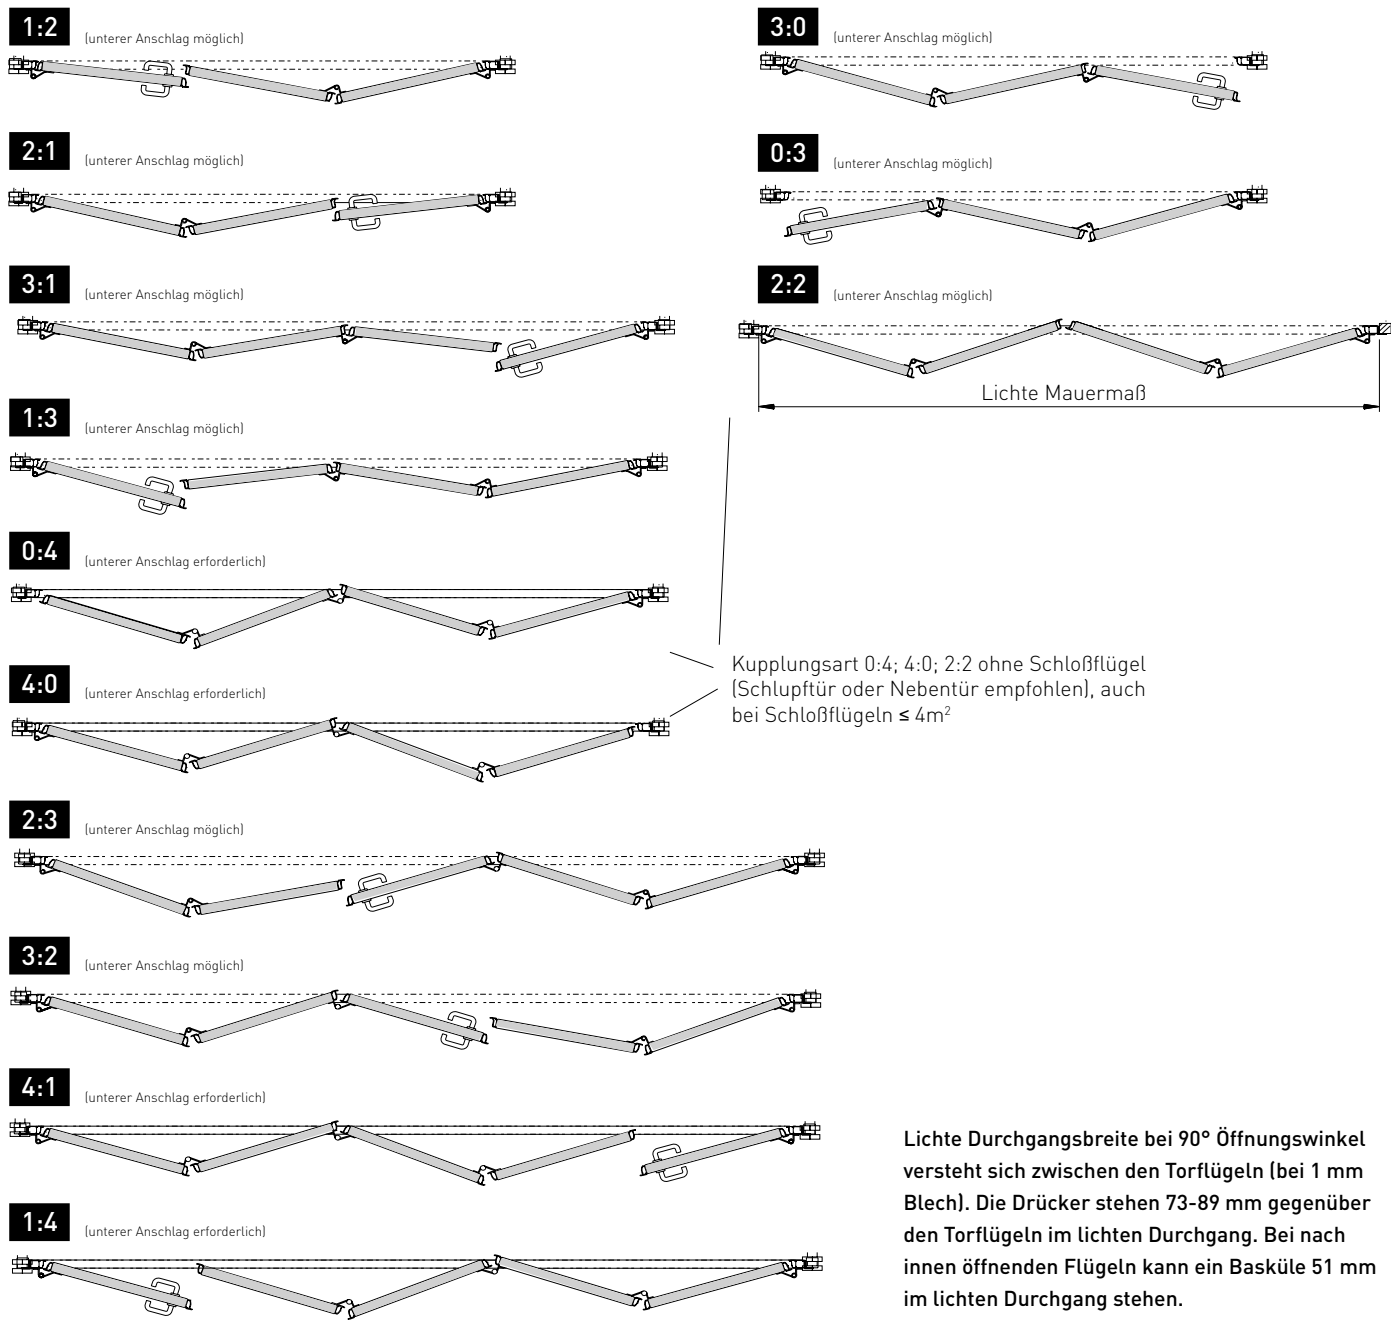 1:2
(unterer Anschlag möglich)
2:1
(unterer Anschlag möglich)
3:1
(unterer Anschlag möglich)
1:3
(unterer Anschlag möglich)
0:4
(unterer Anschlag erforderlich)
4:0
(unterer Anschlag erforderlich)
2:3
(unterer Anschlag möglich)
3:2
(unterer Anschlag möglich)
4:1
(unterer Anschlag erforderlich)
1:4
(unterer Anschlag erforderlich)
3:0
(unterer Anschlag möglich)
0:3
(unterer Anschlag möglich)
2:2
(unterer Anschlag möglich)
Lichte Mauermaß
Kupplungsart 0:4; 4:0; 2:2 ohne Schloßflügel
(Schlupftür oder Nebentür empfohlen), auch
bei Schloßflügeln ≤ 4m²
Lichte Durchgangsbreite bei 90° Öffnungswinkel
versteht sich zwischen den Torflügeln (bei 1 mm
Blech). Die Drücker stehen 73-89 mm gegenüber
den Torflügeln im lichten Durchgang. Bei nach
innen öffnenden Flügeln kann ein Basküle 51 mm
im lichten Durchgang stehen.